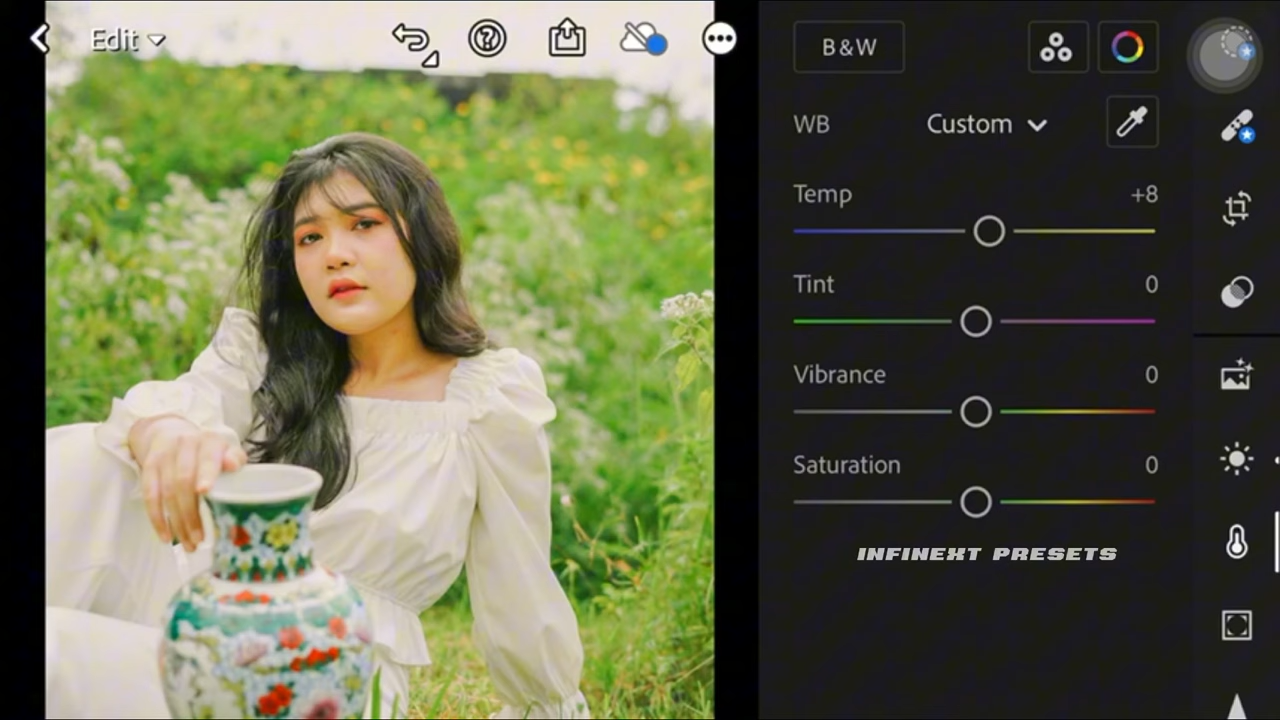 Edit
B&W
WB Custom
Temp +8
Tint 0
Vibrance 0
Saturation 0
INFINEXT PRESETS